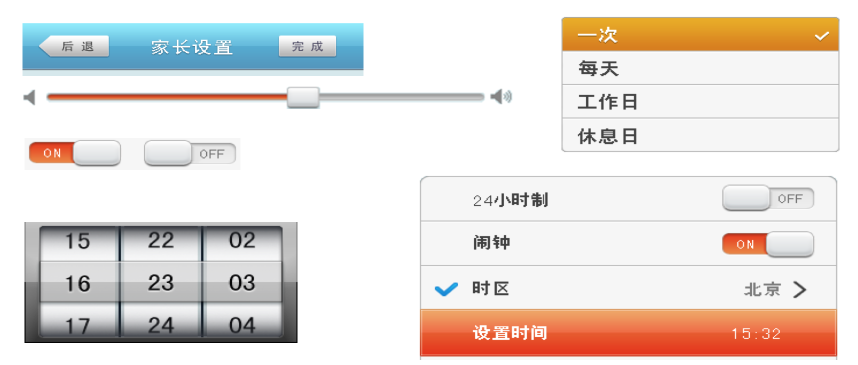 后退 家长设置 完成
ON OFF
15 22 02
16 23 03
17 24 04
一次
每天
工作日
休息日
24小时制 OFF
闹钟 ON
时区 北京
设置时间 15:32